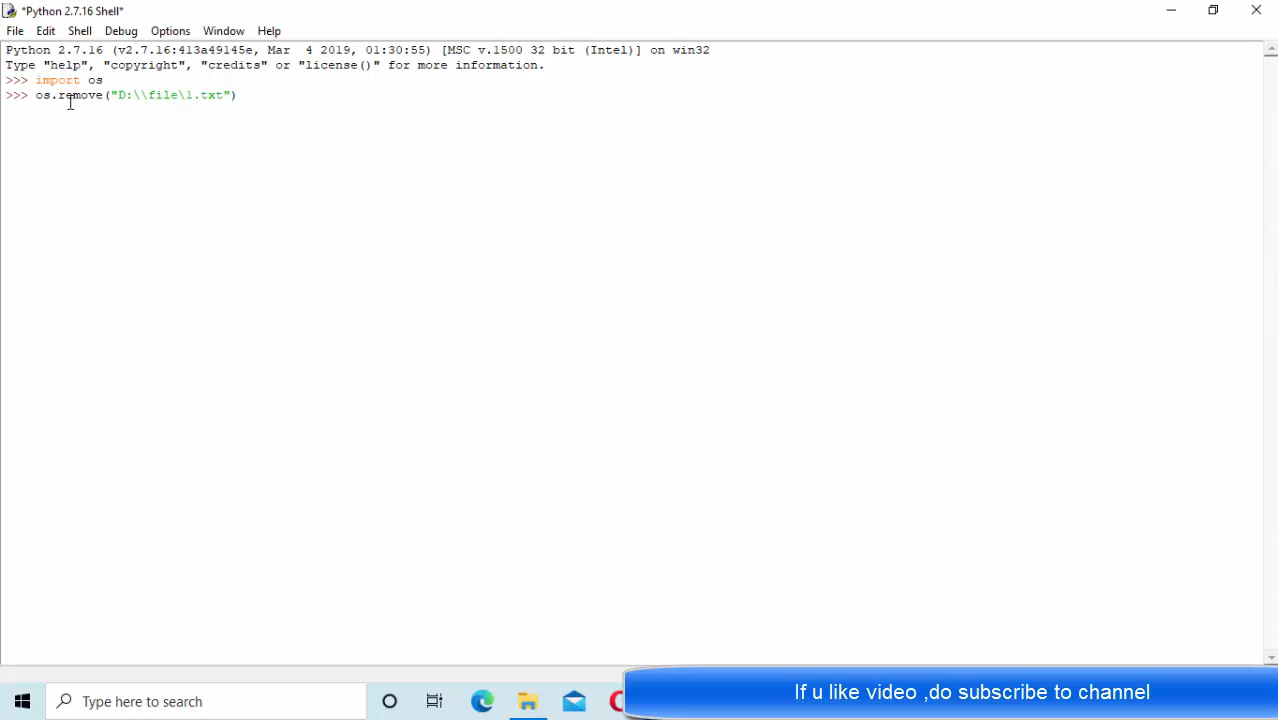 *Python 2.7.16 Shell*
File Edit Shell Debug Options Window Help
Python 2.7.16 (v2.7.16:413a49145e, Mar  4 2019, 01:30:55) [MSC v.1500 32 bit (Intel)] on win32
Type "help", "copyright", "credits" or "license()" for more information.
>>> import os
>>> os.remove("D:\\file\1.txt")
Type here to search
If u like video ,do subscribe to channel